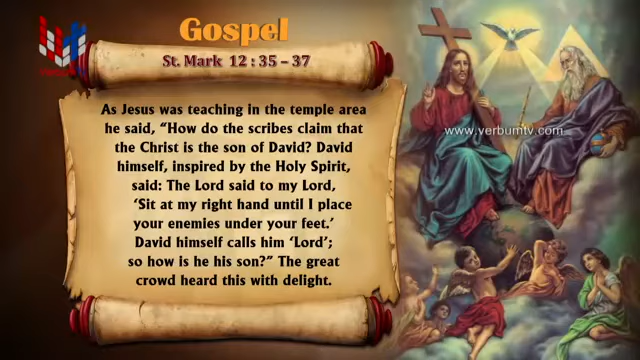 Gospel
St. Mark 12 : 35 – 37
As Jesus was teaching in the temple area
he said, “How do the scribes claim that
the Christ is the son of David? David
himself, inspired by the Holy Spirit,
said: The Lord said to my Lord,
‘Sit at my right hand until I place
your enemies under your feet.’
David himself calls him ‘Lord’;
so how is he his son?” The great
crowd heard this with delight.
www.verbumtv.com